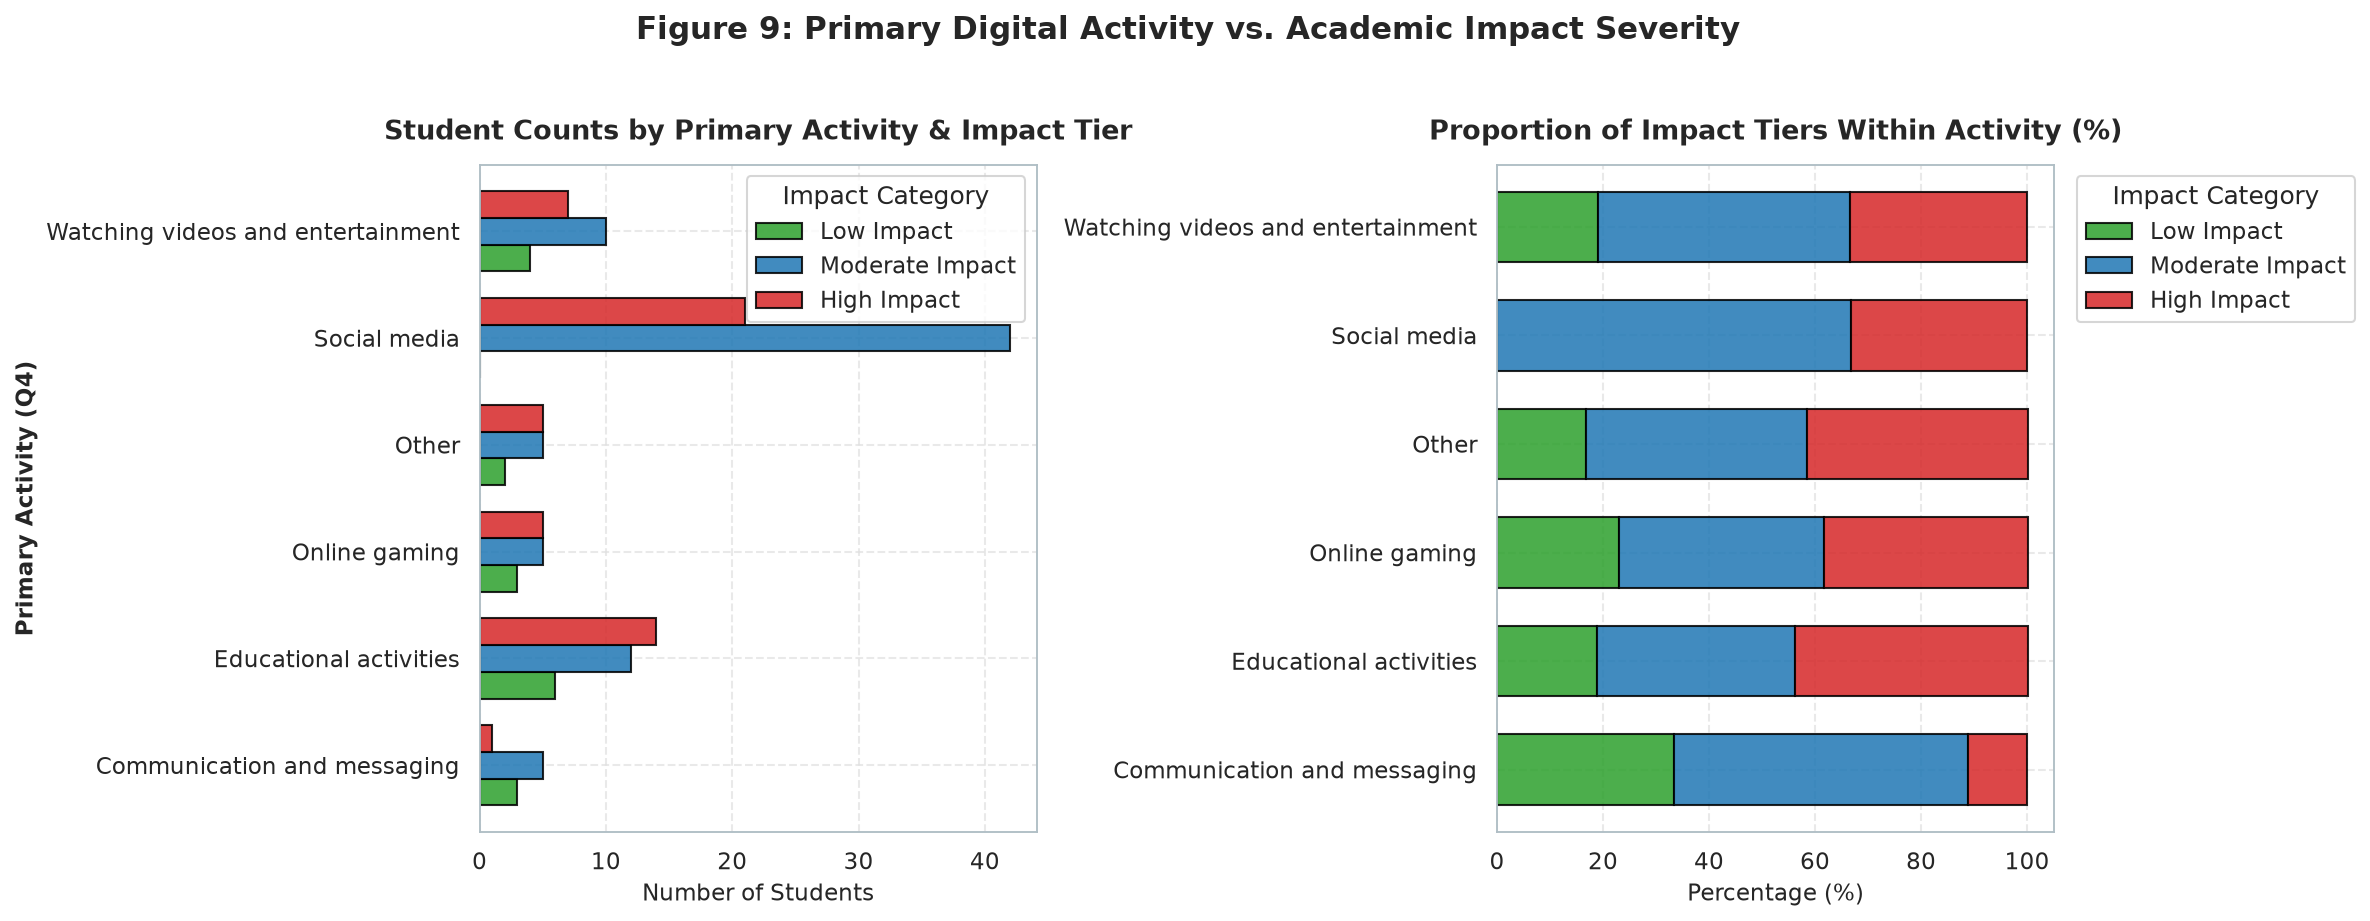 Figure 9: Primary Digital Activity vs. Academic Impact Severity
Student Counts by Primary Activity & Impact Tier
Primary Activity (Q4)
Watching videos and entertainment
Social media
Other
Online gaming
Educational activities
Communication and messaging
Impact Category
Low Impact
Moderate Impact
High Impact
0 10 20 30 40
Number of Students
Proportion of Impact Tiers Within Activity (%)
Watching videos and entertainment
Social media
Other
Online gaming
Educational activities
Communication and messaging
0 20 40 60 80 100
Percentage (%)
Impact Category
Low Impact
Moderate Impact
High Impact